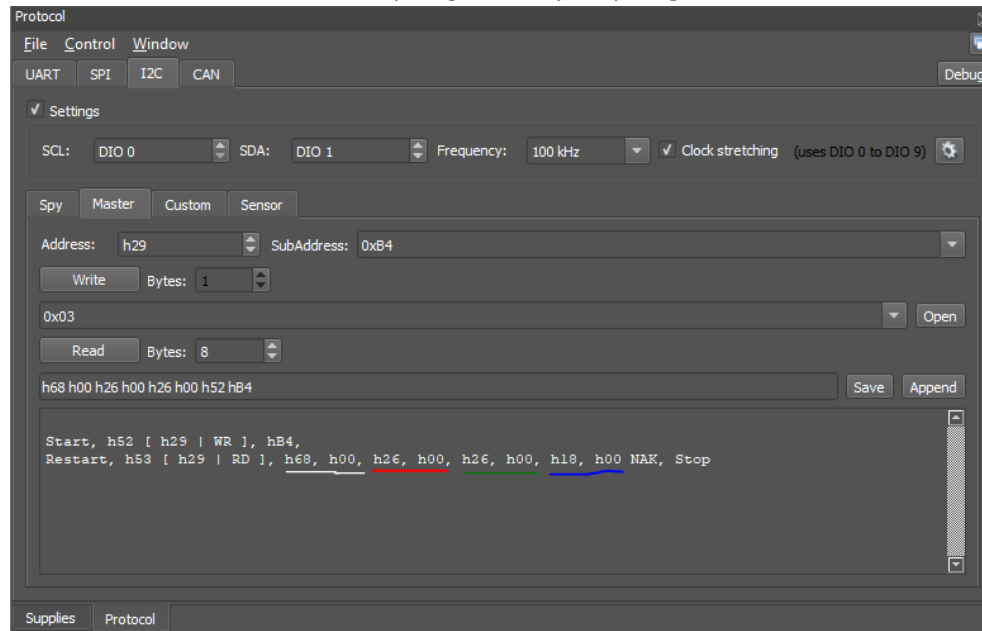 Protocol
File Control Window
UART SPI I2C CAN Debug
Settings
SCL: DIO 0 SDA: DIO 1 Frequency: 100 kHz Clock stretching (uses DIO 0 to DIO 9)
Spy Master Custom Sensor
Address: h29 SubAddress: 0xB4
Write Bytes: 1
0x03 Open
Read Bytes: 8
h68 h00 h26 h00 h26 h00 h52 hB4 Save Append
Start, h52 [ h29 | WR ], hB4,
Restart, h53 [ h29 | RD ], h68, h00, h26, h00, h26, h00, h18, h00 NAK, Stop
Supplies Protocol